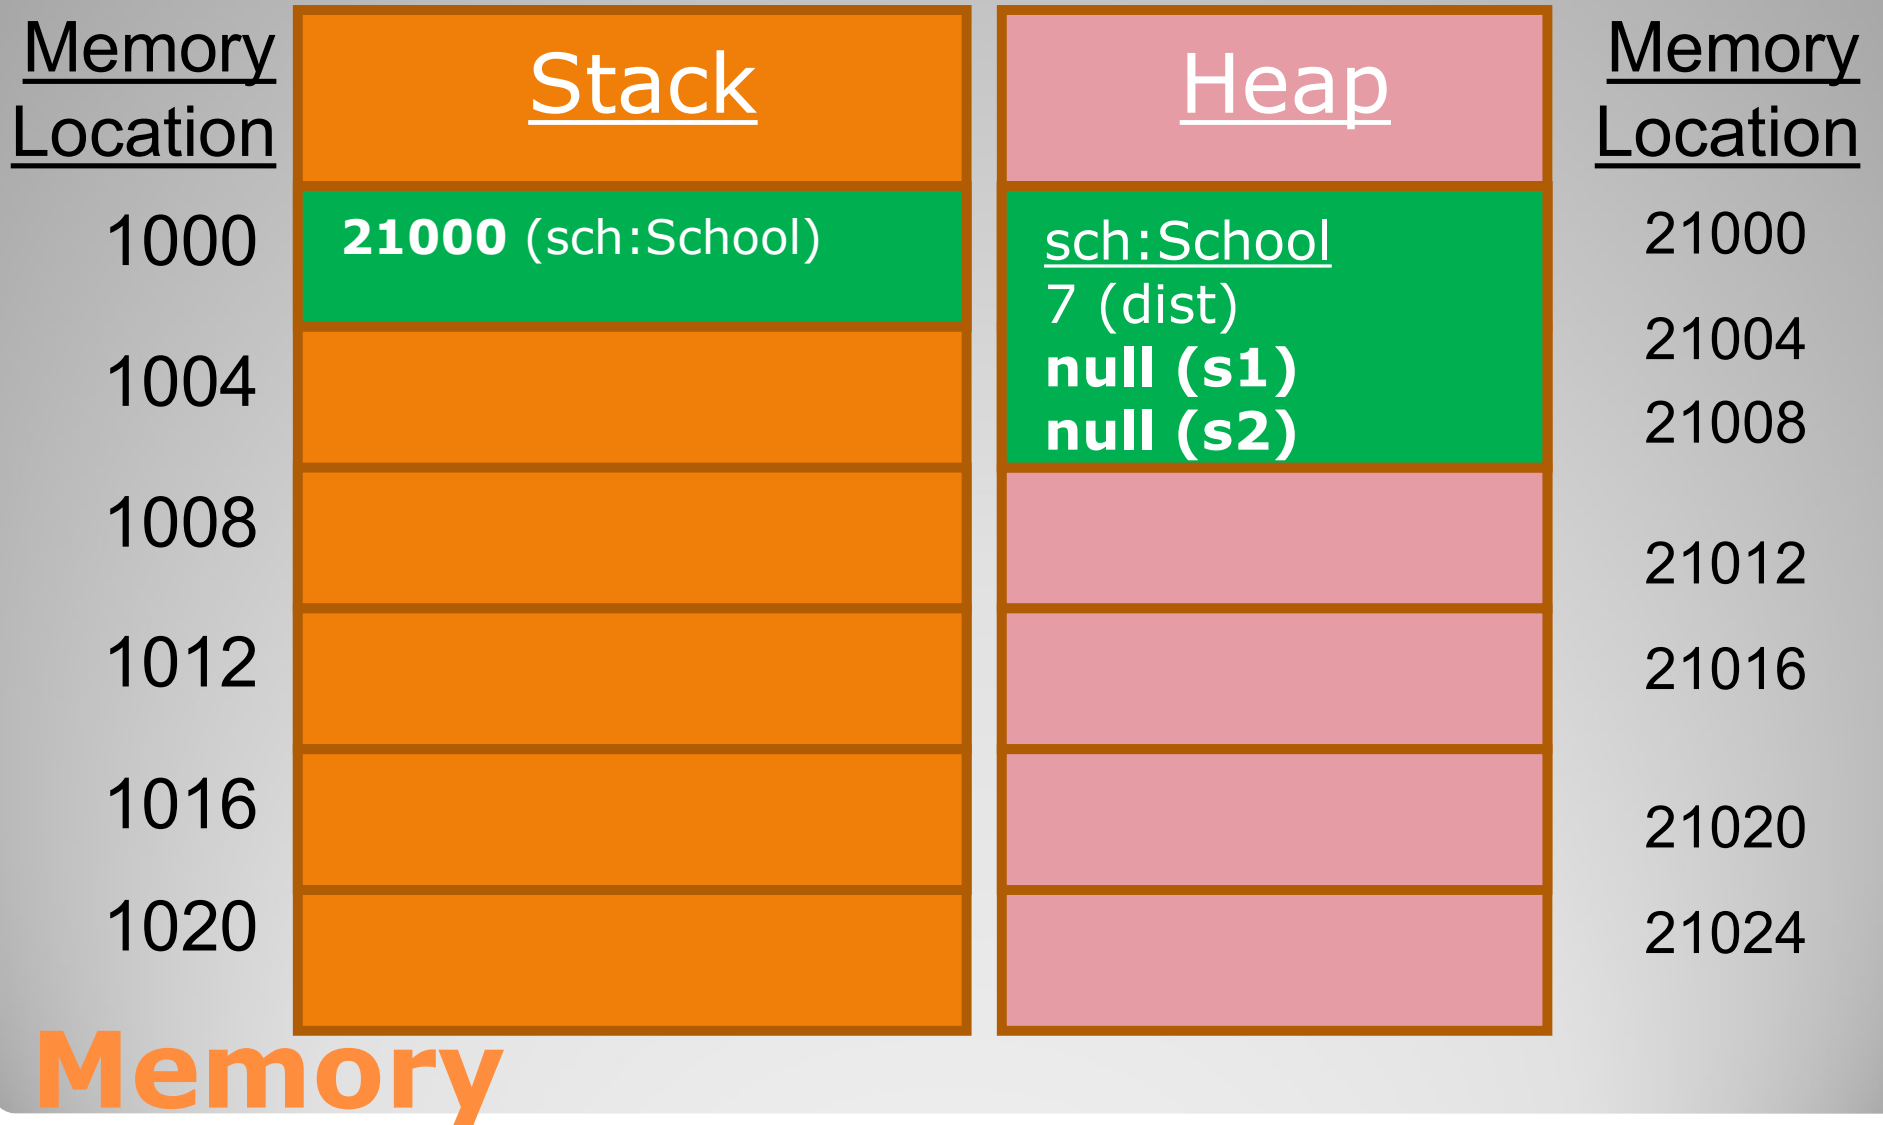 Memory
Location
Stack
Heap
Memory
Location
1000
21000 (sch:School)
sch:School
7 (dist)
null (s1)
null (s2)
21000
21004
21008
1004
1008
21012
1012
21016
1016
21020
1020
21024
Memory